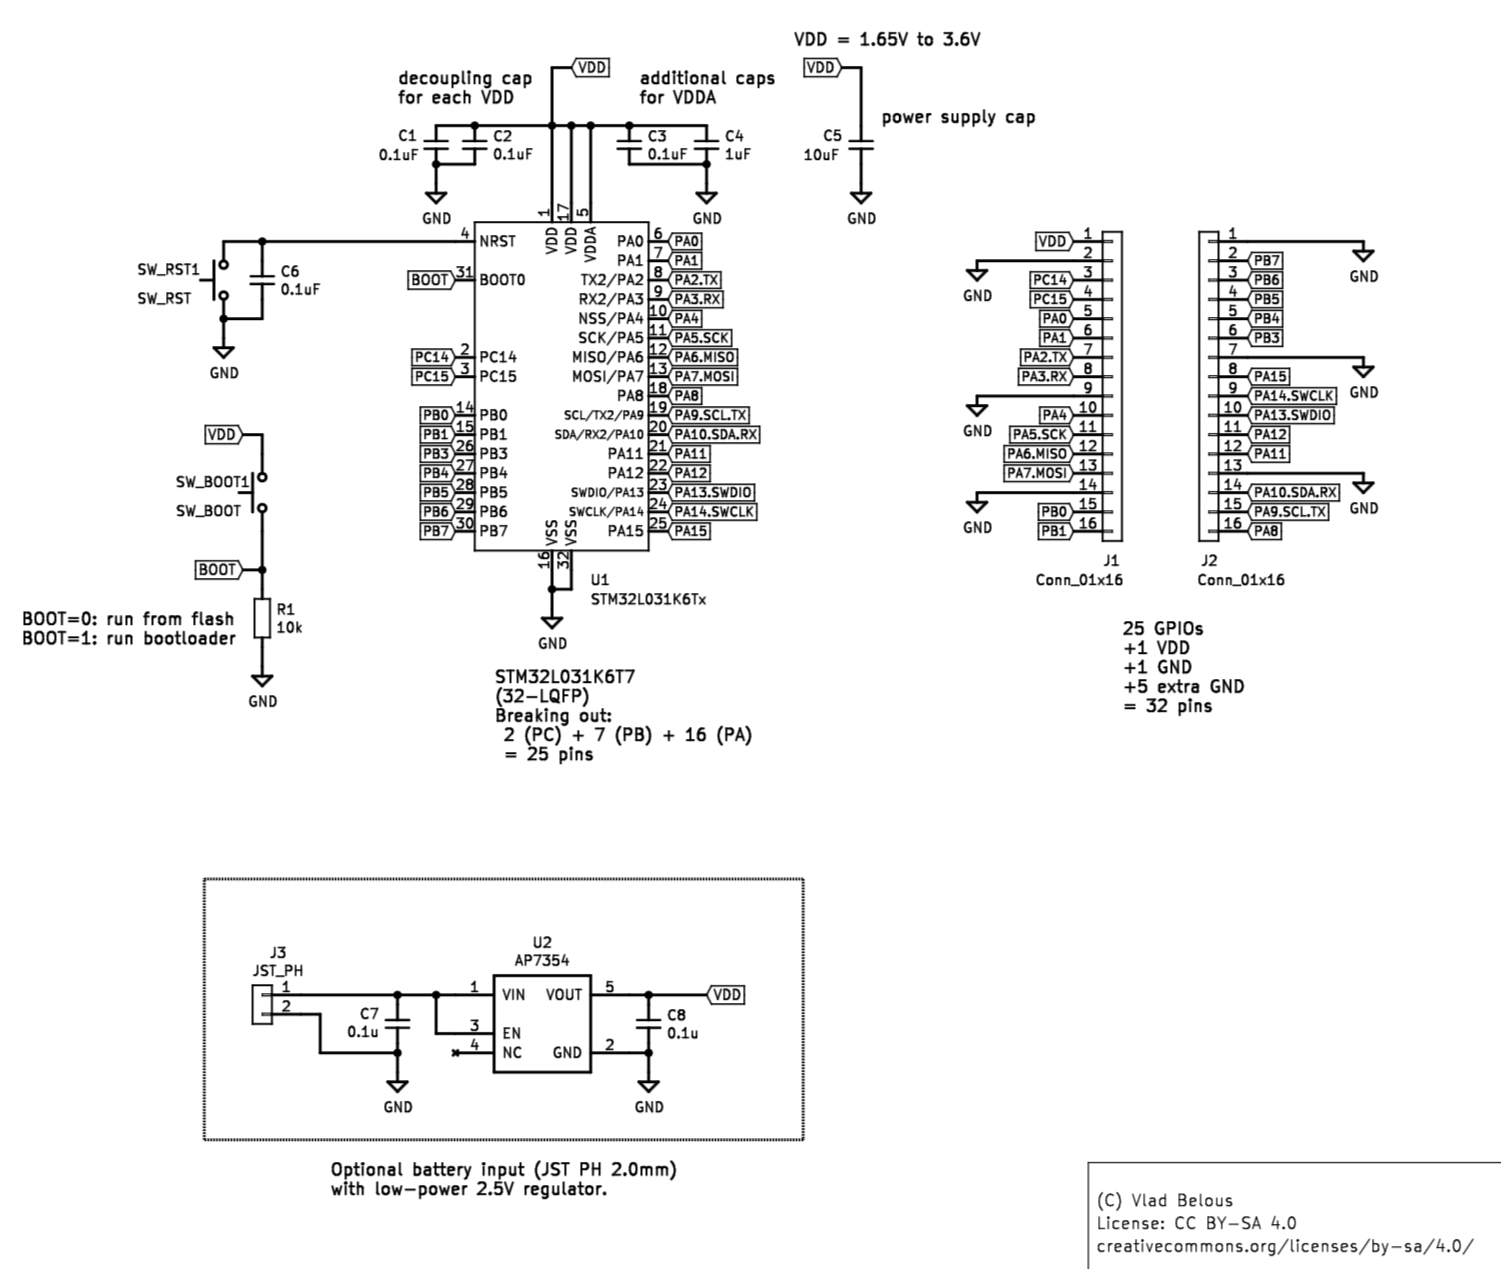 VDD = 1.65V to 3.6V
decoupling cap
for each VDD
VDD
additional caps
for VDDA
VDD
power supply cap
C1
0.1uF
C2
0.1uF
C3
0.1uF
C4
1uF
C5
10uF
GND
GND
GND
1
17
5
VDD
VDD
VDDA
SW_RST1
SW_RST
C6
0.1uF
GND
4 NRST
BOOT 31 BOOT0
PC14 2 PC14
PC15 3 PC15
PB0 14 PB0
PB1 15 PB1
PB3 26 PB3
PB4 27 PB4
PB5 28 PB5
PB6 29 PB6
PB7 30 PB7
PA0 6 PA0
PA1 7 PA1
TX2/PA2 8 PA2.TX
RX2/PA3 9 PA3.RX
NSS/PA4 10 PA4
SCK/PA5 11 PA5.SCK
MISO/PA6 12 PA6.MISO
MOSI/PA7 13 PA7.MOSI
PA8 18 PA8
SCL/TX2/PA9 19 PA9.SCL.TX
SDA/RX2/PA10 20 PA10.SDA.RX
PA11 21 PA11
PA12 22 PA12
SWDIO/PA13 23 PA13.SWDIO
SWCLK/PA14 24 PA14.SWCLK
PA15 25 PA15
VSS
VSS
16
32
U1
STM32L031K6Tx
GND
VDD
SW_BOOT1
SW_BOOT
BOOT
R1
10k
BOOT=0: run from flash
BOOT=1: run bootloader
GND
STM32L031K6T7
(32-LQFP)
Breaking out:
2 (PC) + 7 (PB) + 16 (PA)
= 25 pins
VDD 1
2
GND
PC14 3
PC15 4
PA0 5
PA1 6
PA2.TX 7
PA3.RX 8
9
GND
PA4 10
PA5.SCK 11
PA6.MISO 12
PA7.MOSI 13
14
GND
PB0 15
PB1 16
J1
Conn_01x16
1
GND
2 PB7
3 PB6
4 PB5
5 PB4
6 PB3
7
GND
8 PA15
9 PA14.SWCLK
10 PA13.SWDIO
11 PA12
12 PA11
13
GND
14 PA10.SDA.RX
15 PA9.SCL.TX
16 PA8
J2
Conn_01x16
25 GPIOs
+1 VDD
+1 GND
+5 extra GND
= 32 pins
J3
JST_PH
1
2
C7
0.1u
GND
U2
AP7354
1 VIN
3 EN
4 NC
VOUT 5
GND 2
VDD
C8
0.1u
GND
Optional battery input (JST PH 2.0mm)
with low-power 2.5V regulator.
(C) Vlad Belous
License: CC BY-SA 4.0
creativecommons.org/licenses/by-sa/4.0/